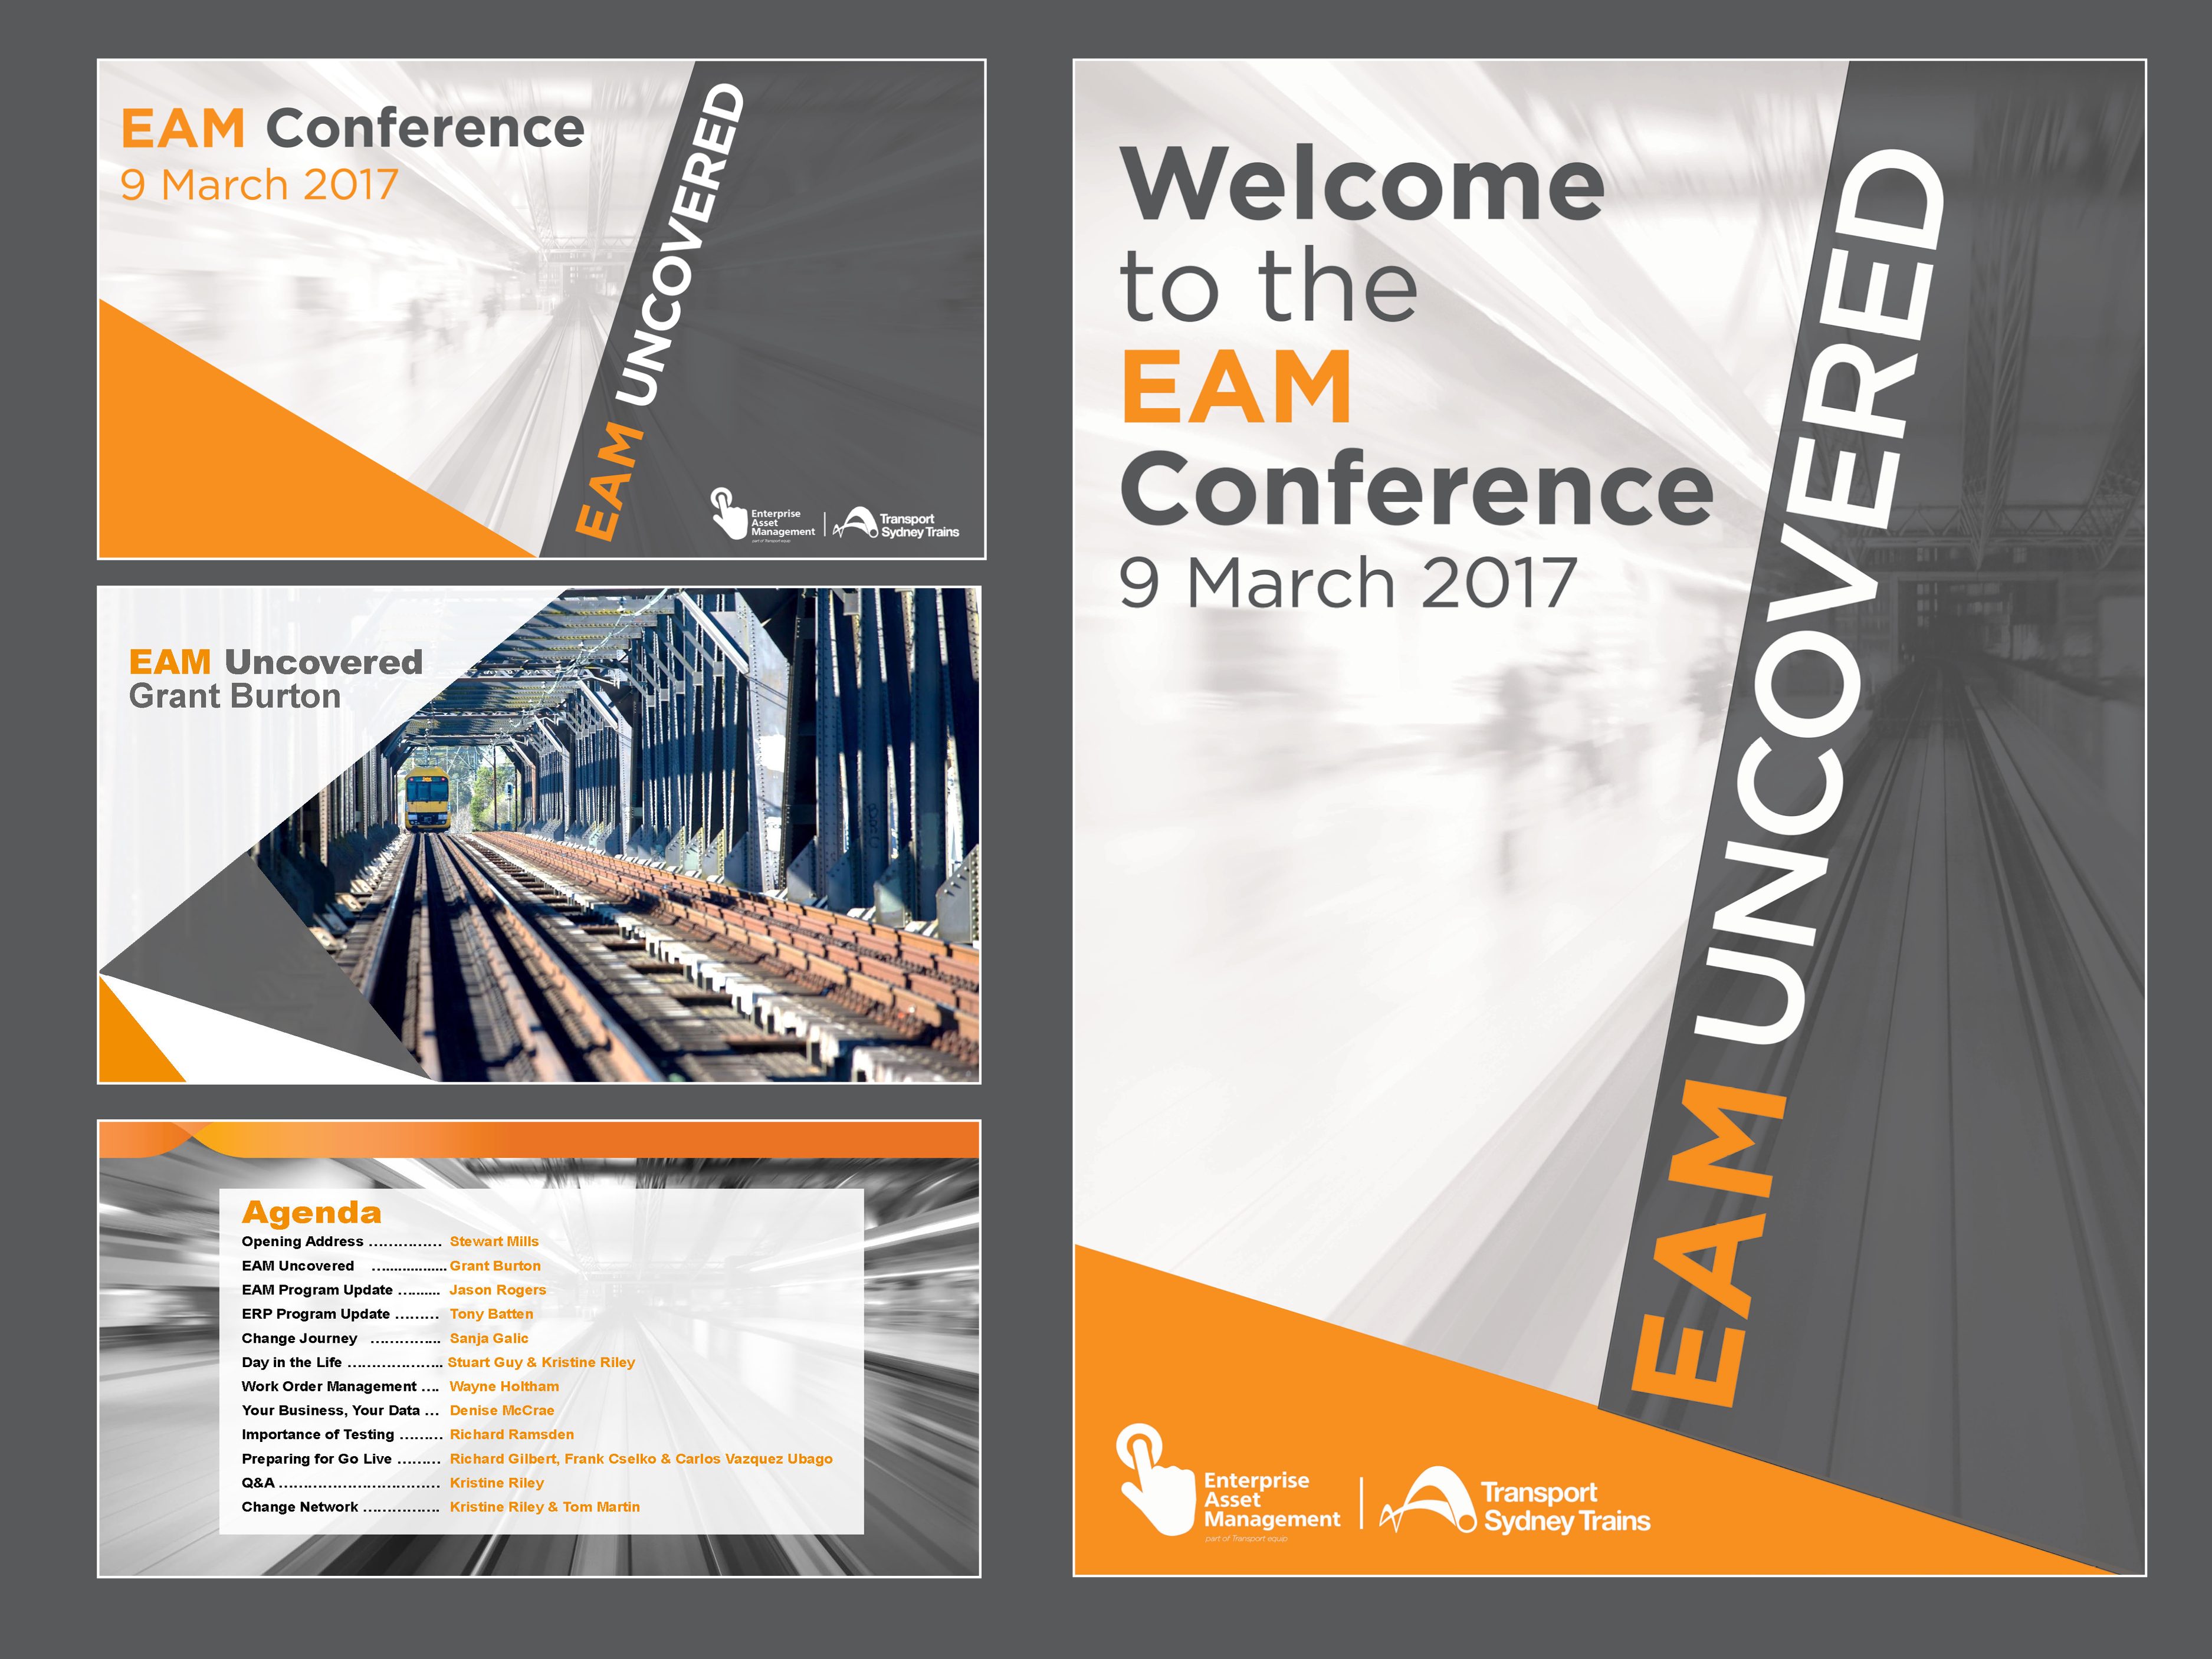 EAM Conference
9 March 2017
EAM UNCOVERED
Enterprise
Asset
Management
part of Transport equip
Transport
Sydney Trains
EAM Uncovered
Grant Burton
Agenda
Opening Address .............. Stewart Mills
EAM Uncovered .................. Grant Burton
EAM Program Update .......... Jason Rogers
ERP Program Update ......... Tony Batten
Change Journey .............. Sanja Galic
Day in the Life ................... Stuart Guy & Kristine Riley
Work Order Management .... Wayne Holtham
Your Business, Your Data ... Denise McCrae
Importance of Testing ......... Richard Ramsden
Preparing for Go Live ......... Richard Gilbert, Frank Cselko & Carlos Vazquez Ubago
Q&A ................................ Kristine Riley
Change Network ............... Kristine Riley & Tom Martin
Welcome
to the
EAM
Conference
9 March 2017
EAM UNCOVERED
Enterprise
Asset
Management
part of Transport equip
Transport
Sydney Trains